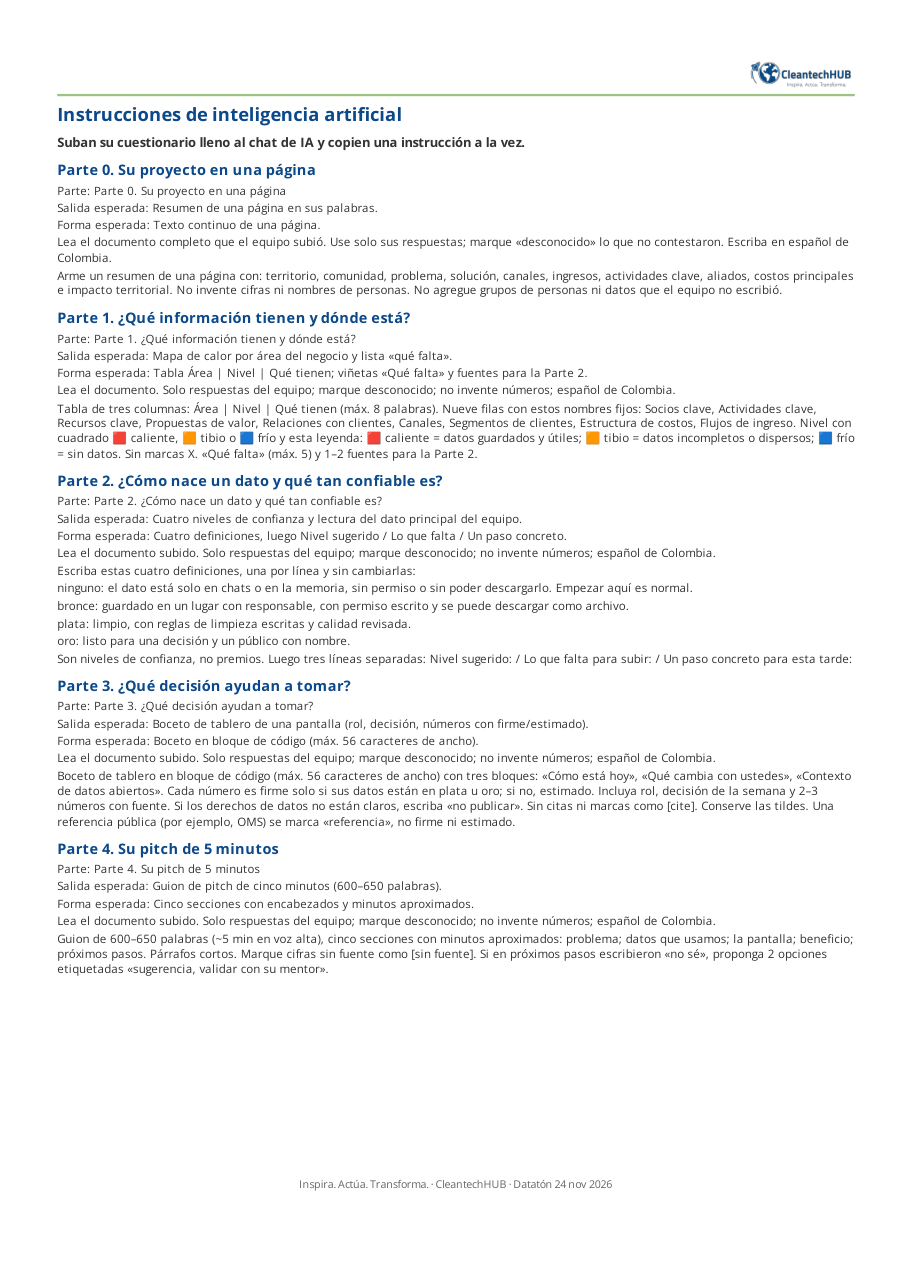 CleantechHUB
Inspira. Actúa. Transforma.
Instrucciones de inteligencia artificial
Suban su cuestionario lleno al chat de IA y copien una instrucción a la vez.
Parte 0. Su proyecto en una página
Parte: Parte 0. Su proyecto en una página
Salida esperada: Resumen de una página en sus palabras.
Forma esperada: Texto continuo de una página.
Lea el documento completo que el equipo subió. Use solo sus respuestas; marque «desconocido» lo que no contestaron. Escriba en español de
Colombia.
Arme un resumen de una página con: territorio, comunidad, problema, solución, canales, ingresos, actividades clave, aliados, costos principales
e impacto territorial. No invente cifras ni nombres de personas. No agregue grupos de personas ni datos que el equipo no escribió.
Parte 1. ¿Qué información tienen y dónde está?
Parte: Parte 1. ¿Qué información tienen y dónde está?
Salida esperada: Mapa de calor por área del negocio y lista «qué falta».
Forma esperada: Tabla Área | Nivel | Qué tienen; viñetas «Qué falta» y fuentes para la Parte 2.
Lea el documento. Solo respuestas del equipo; marque desconocido; no invente números; español de Colombia.
Tabla de tres columnas: Área | Nivel | Qué tienen (máx. 8 palabras). Nueve filas con estos nombres fijos: Socios clave, Actividades clave,
Recursos clave, Propuestas de valor, Relaciones con clientes, Canales, Segmentos de clientes, Estructura de costos, Flujos de ingreso. Nivel con
cuadrado 🟥 caliente, 🟧 tibio o 🟦 frío y esta leyenda: 🟥 caliente = datos guardados y útiles; 🟧 tibio = datos incompletos o dispersos; 🟦 frío
= sin datos. Sin marcas X. «Qué falta» (máx. 5) y 1–2 fuentes para la Parte 2.
Parte 2. ¿Cómo nace un dato y qué tan confiable es?
Parte: Parte 2. ¿Cómo nace un dato y qué tan confiable es?
Salida esperada: Cuatro niveles de confianza y lectura del dato principal del equipo.
Forma esperada: Cuatro definiciones, luego Nivel sugerido / Lo que falta / Un paso concreto.
Lea el documento subido. Solo respuestas del equipo; marque desconocido; no invente números; español de Colombia.
Escriba estas cuatro definiciones, una por línea y sin cambiarlas:
ninguno: el dato está solo en chats o en la memoria, sin permiso o sin poder descargarlo. Empezar aquí es normal.
bronce: guardado en un lugar con responsable, con permiso escrito y se puede descargar como archivo.
plata: limpio, con reglas de limpieza escritas y calidad revisada.
oro: listo para una decisión y un público con nombre.
Son niveles de confianza, no premios. Luego tres líneas separadas: Nivel sugerido: / Lo que falta para subir: / Un paso concreto para esta tarde:
Parte 3. ¿Qué decisión ayudan a tomar?
Parte: Parte 3. ¿Qué decisión ayudan a tomar?
Salida esperada: Boceto de tablero de una pantalla (rol, decisión, números con firme/estimado).
Forma esperada: Boceto en bloque de código (máx. 56 caracteres de ancho).
Lea el documento subido. Solo respuestas del equipo; marque desconocido; no invente números; español de Colombia.
Boceto de tablero en bloque de código (máx. 56 caracteres de ancho) con tres bloques: «Cómo está hoy», «Qué cambia con ustedes», «Contexto
de datos abiertos». Cada número es firme solo si sus datos están en plata u oro; si no, estimado. Incluya rol, decisión de la semana y 2–3
números con fuente. Si los derechos de datos no están claros, escriba «no publicar». Sin citas ni marcas como [cite]. Conserve las tildes. Una
referencia pública (por ejemplo, OMS) se marca «referencia», no firme ni estimado.
Parte 4. Su pitch de 5 minutos
Parte: Parte 4. Su pitch de 5 minutos
Salida esperada: Guion de pitch de cinco minutos (600–650 palabras).
Forma esperada: Cinco secciones con encabezados y minutos aproximados.
Lea el documento subido. Solo respuestas del equipo; marque desconocido; no invente números; español de Colombia.
Guion de 600–650 palabras (~5 min en voz alta), cinco secciones con minutos aproximados: problema; datos que usamos; la pantalla; beneficio;
próximos pasos. Párrafos cortos. Marque cifras sin fuente como [sin fuente]. Si en próximos pasos escribieron «no sé», proponga 2 opciones
etiquetadas «sugerencia, validar con su mentor».
Inspira. Actúa. Transforma. · CleantechHUB · Datatón 24 nov 2026